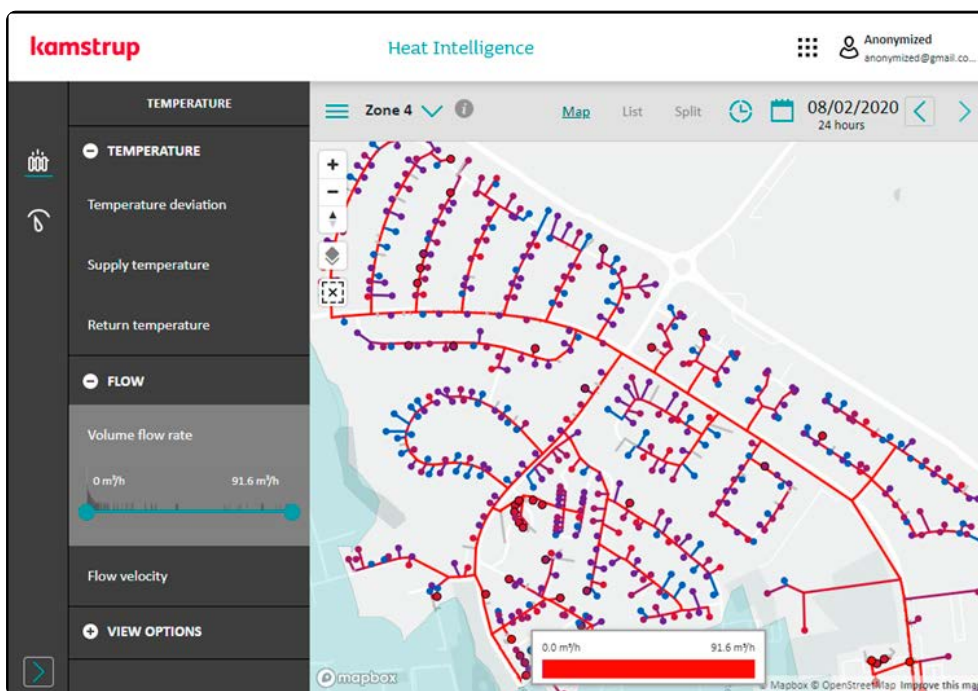 kamstrup
Heat Intelligence
Anonymized
anonymized@gmail.co...
TEMPERATURE
Zone 4
Map
List
Split
08/02/2020
24 hours
TEMPERATURE
Temperature deviation
Supply temperature
Return temperature
FLOW
Volume flow rate
0 m³/h
91.6 m³/h
Flow velocity
VIEW OPTIONS
0.0 m³/h
91.6 m³/h
mapbox
Mapbox © OpenStreetMap Improve this map